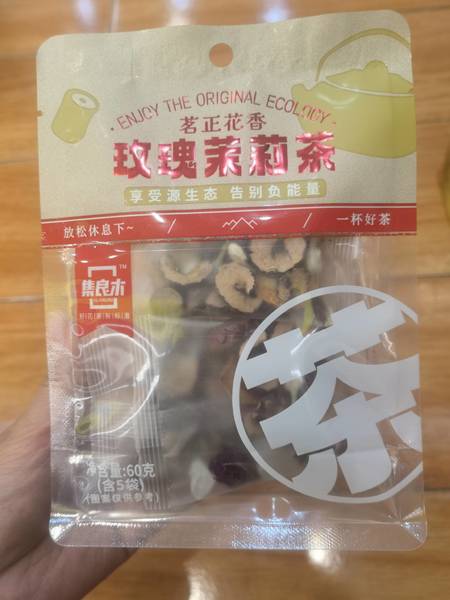 ·ENJOY THE ORIGINAL ECOLOGY·
茗正花香
玫瑰茉莉茶
享受源生态 告别负能量
放松休息下~ / / 一杯好茶
集良木 TM
净含量:60克
(含5袋)
(图案仅供参考)
茶